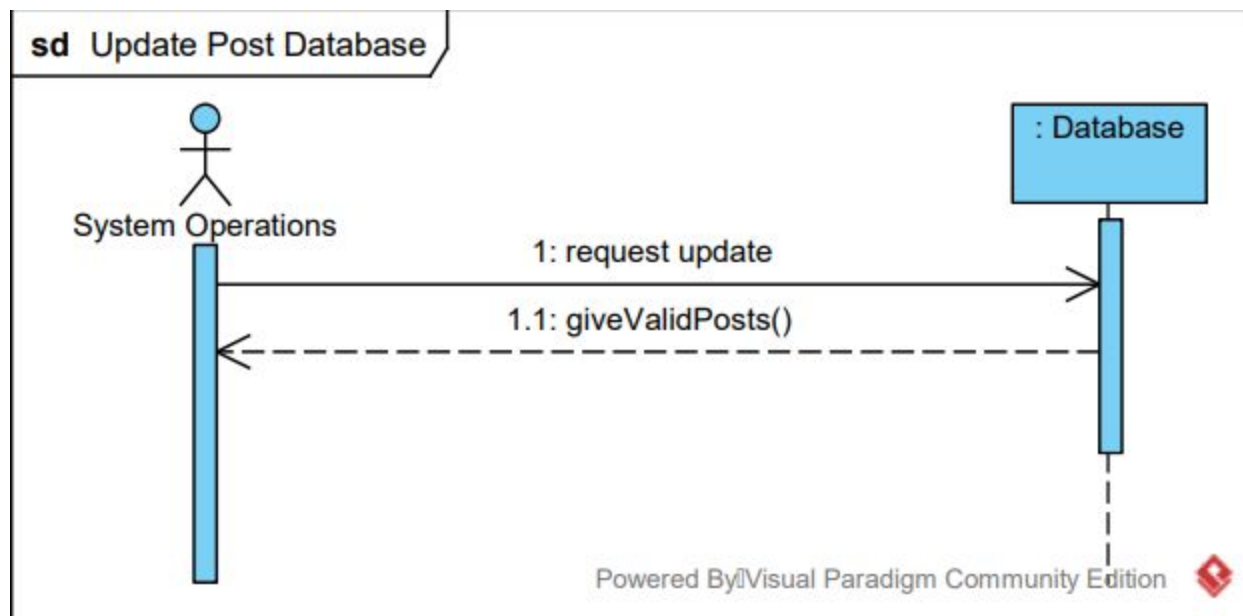 sd Update Post Database
: Database
System Operations
1: request update
1.1: giveValidPosts()
Powered By Visual Paradigm Community Edition